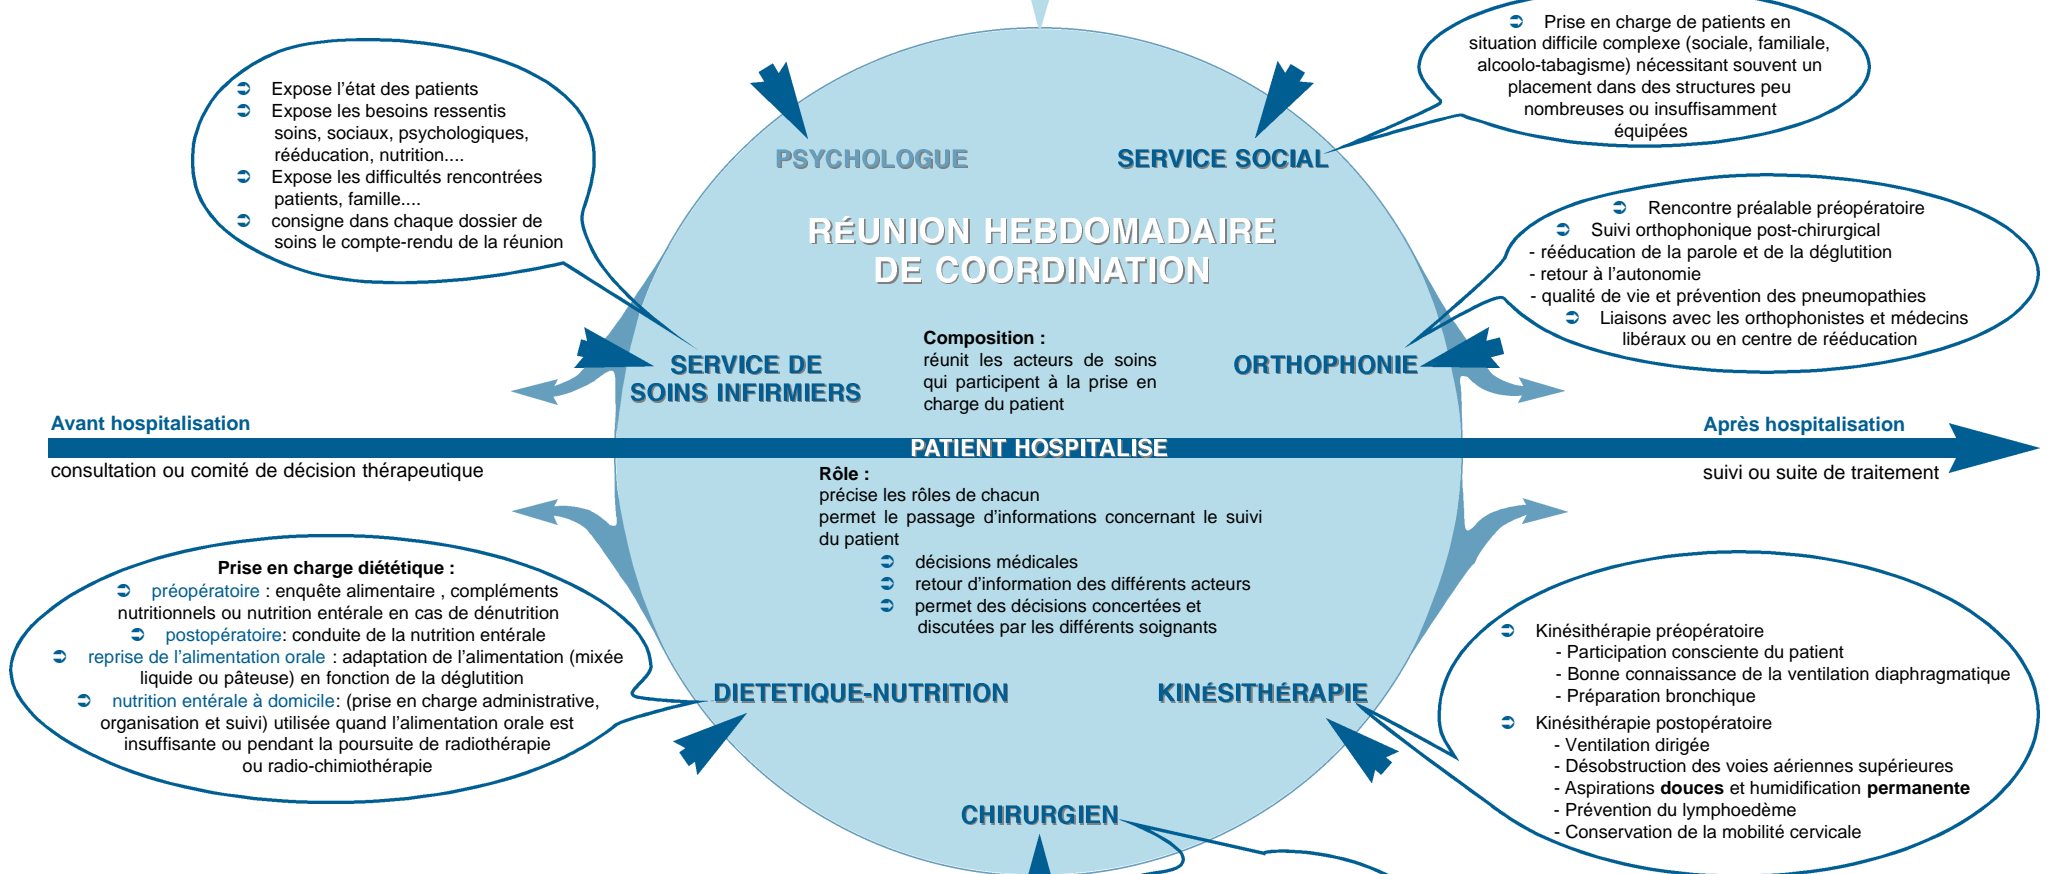 Prise en charge de patients en
situation difficile complexe (sociale, familiale,
alcoolo-tabagisme) nécessitant souvent un
placement dans des structures peu
nombreuses ou insuffisamment
équipées
Expose l'état des patients
Expose les besoins ressentis
soins, sociaux, psychologiques,
rééducation, nutrition....
Expose les difficultés rencontrées
patients, famille....
consigne dans chaque dossier de
soins le compte-rendu de la réunion
PSYCHOLOGUE
SERVICE SOCIAL
RÉUNION HEBDOMADAIRE
DE COORDINATION
Rencontre préalable préopératoire
Suivi orthophonique post-chirurgical
- rééducation de la parole et de la déglutition
- retour à l'autonomie
- qualité de vie et prévention des pneumopathies
Liaisons avec les orthophonistes et médecins
libéraux ou en centre de rééducation
SERVICE DE
SOINS INFIRMIERS
Composition :
réunit les acteurs de soins
qui participent à la prise en
charge du patient
ORTHOPHONIE
Avant hospitalisation
Après hospitalisation
PATIENT HOSPITALISE
consultation ou comité de décision thérapeutique
suivi ou suite de traitement
Rôle :
précise les rôles de chacun
permet le passage d'informations concernant le suivi
du patient
décisions médicales
retour d'information des différents acteurs
permet des décisions concertées et
discutées par les différents soignants
Prise en charge diététique :
préopératoire : enquête alimentaire , compléments
nutritionnels ou nutrition entérale en cas de dénutrition
postopératoire: conduite de la nutrition entérale
reprise de l'alimentation orale : adaptation de l'alimentation (mixée
liquide ou pâteuse) en fonction de la déglutition
nutrition entérale à domicile: (prise en charge administrative,
organisation et suivi) utilisée quand l'alimentation orale est
insuffisante ou pendant la poursuite de radiothérapie
ou radio-chimiothérapie
DIETETIQUE-NUTRITION
KINÉSITHÉRAPIE
Kinésithérapie préopératoire
- Participation consciente du patient
- Bonne connaissance de la ventilation diaphragmatique
- Préparation bronchique
Kinésithérapie postopératoire
- Ventilation dirigée
- Désobstruction des voies aériennes supérieures
- Aspirations douces et humidification permanente
- Prévention du lymphoedème
- Conservation de la mobilité cervicale
CHIRURGIEN